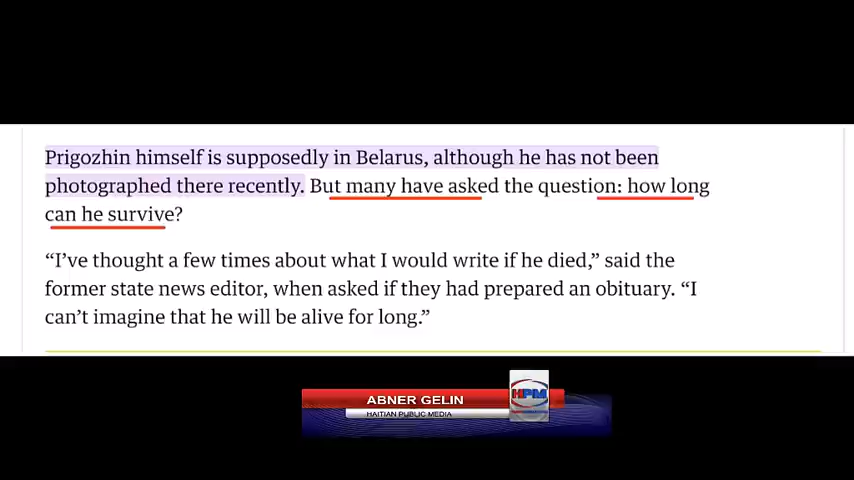 Prigozhin himself is supposedly in Belarus, although he has not been
photographed there recently. But many have asked the question: how long
can he survive?
“I’ve thought a few times about what I would write if he died,” said the
former state news editor, when asked if they had prepared an obituary. “I
can’t imagine that he will be alive for long.”
ABNER GELIN
HAITIAN PUBLIC MEDIA
HPM